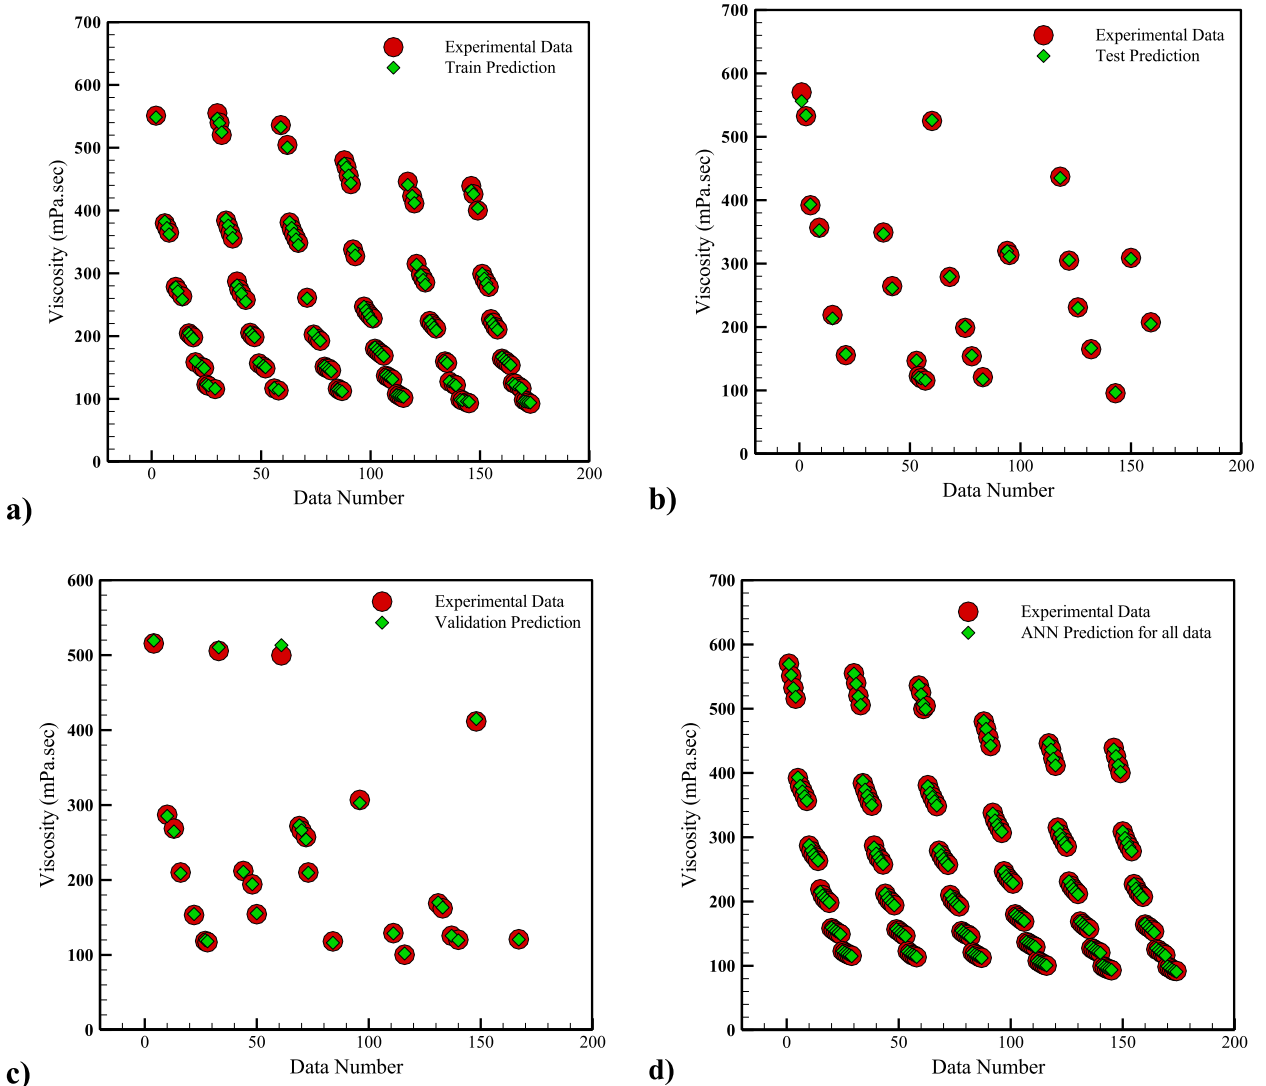 700
600
500
400
300
200
100
0
Viscosity (mPa.sec)
Experimental Data
Train Prediction
0 50 100 150 200
Data Number
a)
700
600
500
400
300
200
100
0
Viscosity (mPa.sec)
Experimental Data
Test Prediction
0 50 100 150 200
Data Number
b)
600
500
400
300
200
100
0
Viscosity (mPa.sec)
Experimental Data
Validation Prediction
0 50 100 150 200
Data Number
c)
700
600
500
400
300
200
100
0
Viscosity (mPa.sec)
Experimental Data
ANN Prediction for all data
0 50 100 150 200
Data Number
d)